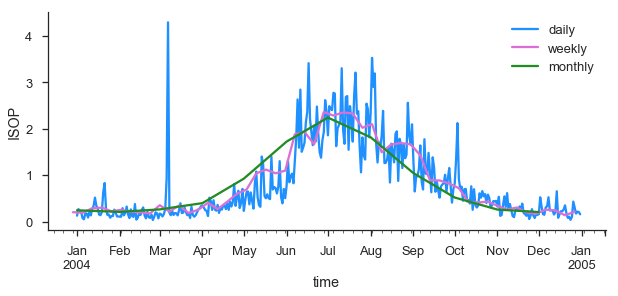 4
3
2
1
0
ISOP
daily
weekly
monthly
Jan Feb Mar Apr May Jun Jul Aug Sep Oct Nov Dec Jan
2004 2005
time